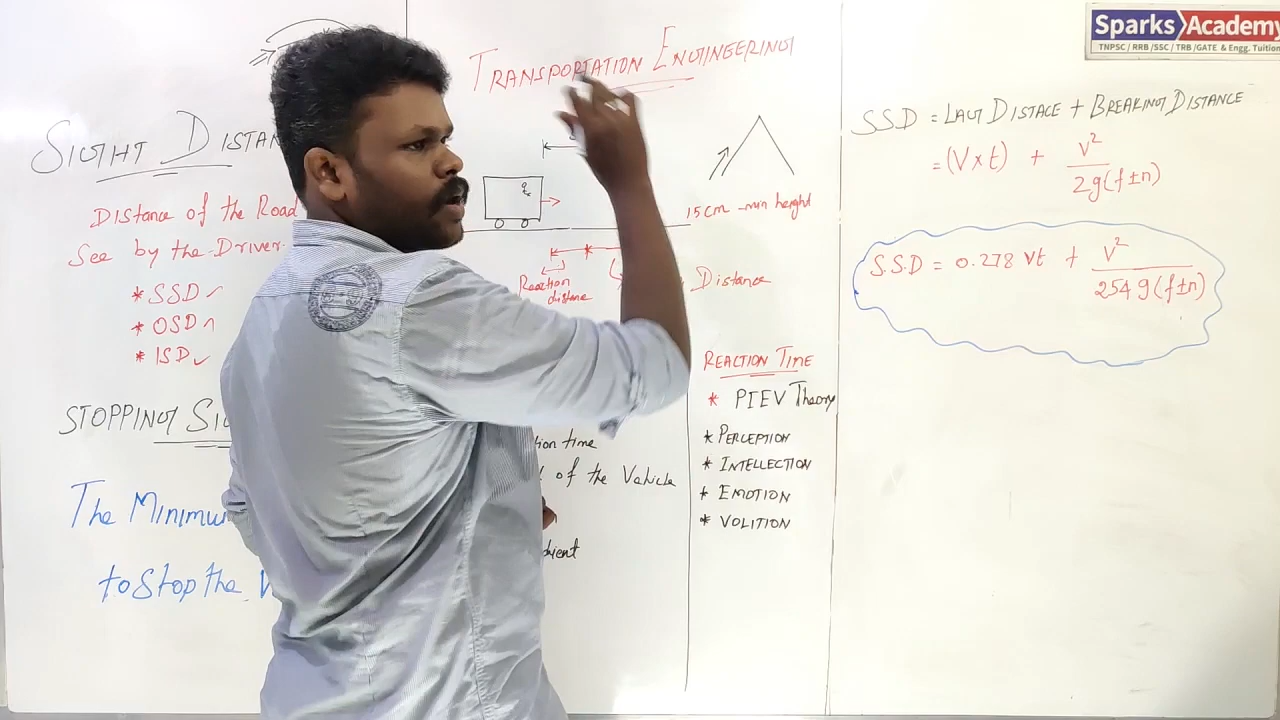 Sparks Academy
TNPSC / RRB / SSC / TRB / GATE & Engg. Tuition
TRANSPORTATION ENGINEERING
SIGHT DISTAN
Distance of the Road
See by the Driver.
* SSD ✓
* OSD
* ISD ✓
STOPPING SI
The Minimu
to Stop the V
15cm - min height
Reaction
distance
Distance
tion time
of the Vehicle
dient
REACTION TIME
* PIEV Theory
* PERCEPTION
* INTELLECTION
* EMOTION
* VOLITION
SSD = LAG DISTACE + BREAKING DISTANCE
= (V x t) + V²/2g(f±n)
S.S.D = 0.278 Vt + V²/254 g(f±n)